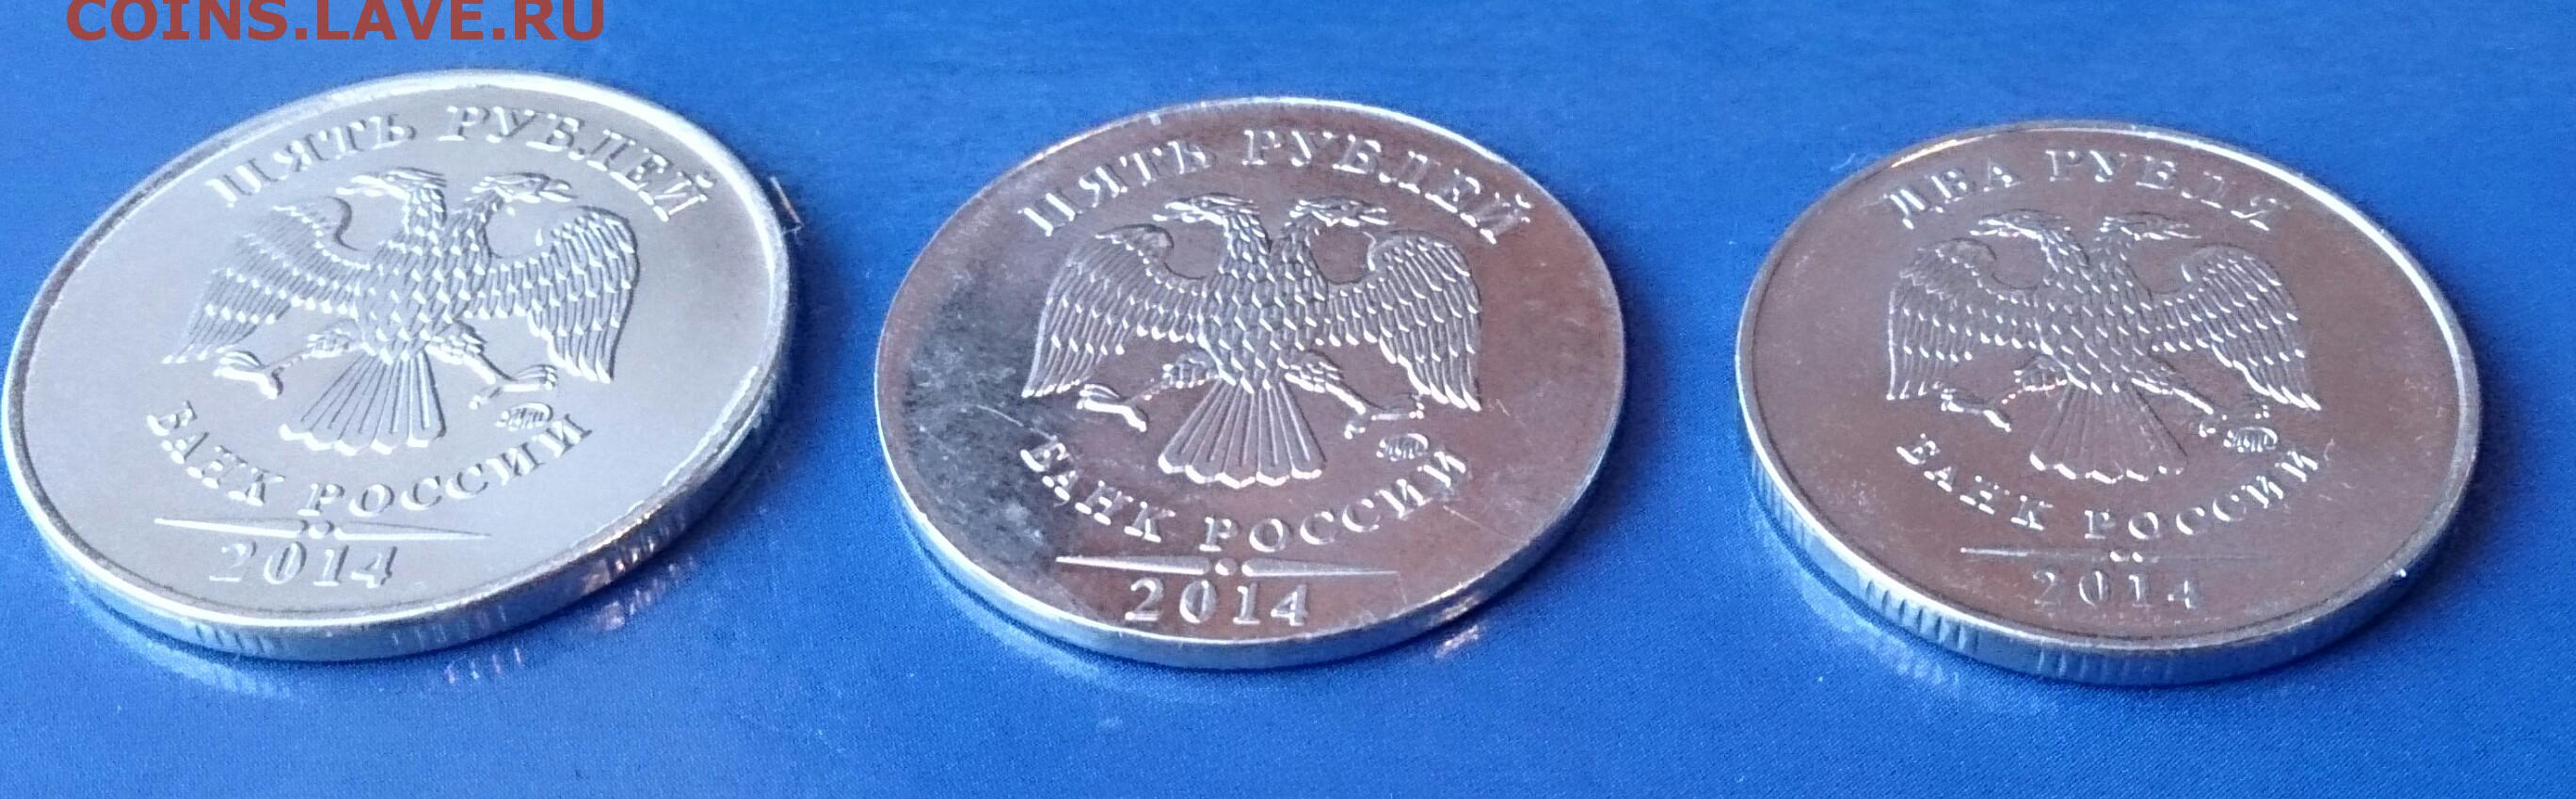 COINS.LAVE.RU
ПЯТЬ РУБЛЕЙ
БАНК РОССИИ
2014
ПЯТЬ РУБЛЕЙ
БАНК РОССИИ
2014
ДВА РУБЛЯ
БАНК РОССИИ
2014